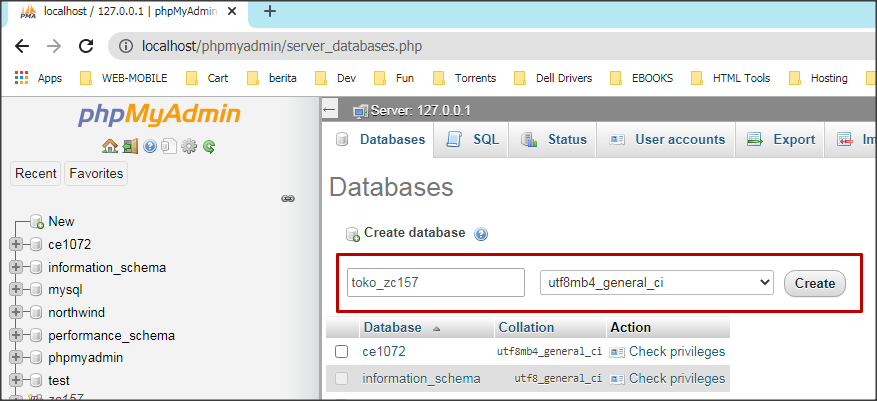 localhost / 127.0.0.1 | phpMyAdmin
localhost/phpmyadmin/server_databases.php
Apps WEB-MOBILE Cah berita Dev Fun Torrents Dell Drivers EBOOKS HTML Tools Hosting
phpMyAdmin
Recent Favorites
New
ce1072
information_schema
mysql
northwind
performance_schema
phpmyadmin
test
zc157
Server: 127.0.0.1
Databases SQL Status User accounts Export Im
Databases
Create database
toko_zc157 utf8mb4_general_ci Create
Database Collation Action
ce1072 utf8mb4_general_ci Check privileges
information_schema utf8_general_ci Check privileges